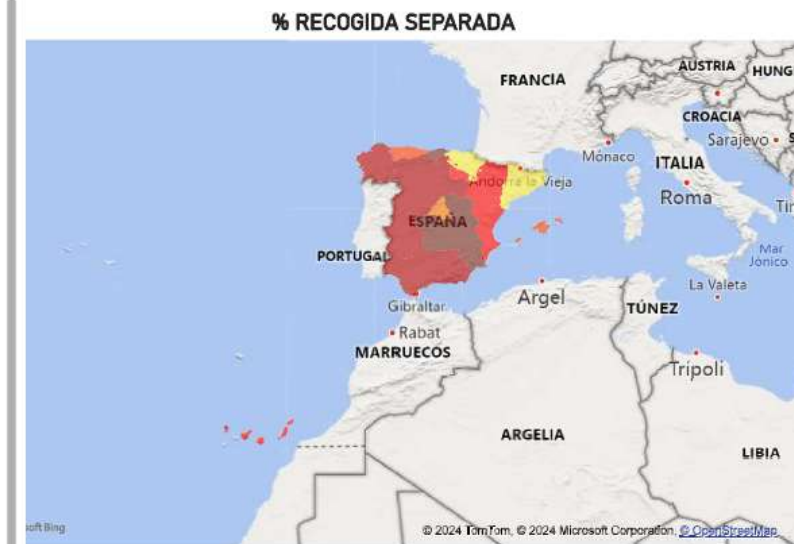 % RECOGIDA SEPARADA
AUSTRIA
HUNG
FRANCIA
CROACIA
Sarajevo
S
Mónaco
ITALIA
Andorra la Vieja
Roma
Tir
ESPAÑA
Mar
Jónico
PORTUGAL
La Valeta
Gibraltar
Argel
TÚNEZ
Rabat
MARRUECOS
Trípoli
ARGELIA
LIBIA
soft Bing
© 2024 TomTom, © 2024 Microsoft Corporation, © OpenStreetMap